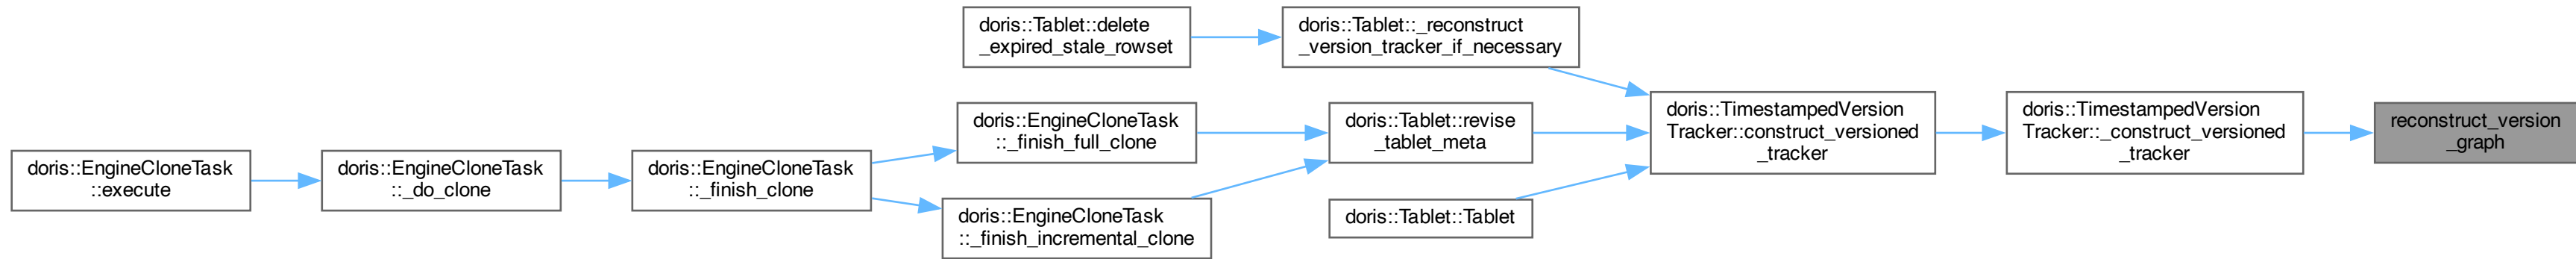 doris::Tablet::delete
_expired_stale_rowset
doris::Tablet::_reconstruct
_version_tracker_if_necessary
doris::EngineCloneTask
::execute
doris::EngineCloneTask
::_do_clone
doris::EngineCloneTask
::_finish_clone
doris::EngineCloneTask
::_finish_full_clone
doris::EngineCloneTask
::_finish_incremental_clone
doris::Tablet::revise
_tablet_meta
doris::Tablet::Tablet
doris::TimestampedVersion
Tracker::construct_versioned
_tracker
doris::TimestampedVersion
Tracker::_construct_versioned
_tracker
reconstruct_version
_graph